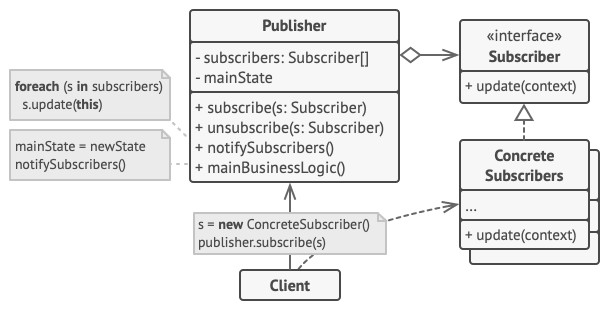 Publisher
- subscribers: Subscriber[]
- mainState
+ subscribe(s: Subscriber)
+ unsubscribe(s: Subscriber)
+ notifySubscribers()
+ mainBusinessLogic()
«interface»
Subscriber
+ update(context)
foreach (s in subscribers)
s.update(this)
mainState = newState
notifySubscribers()
Concrete
Subscribers
...
+ update(context)
s = new ConcreteSubscriber()
publisher.subscribe(s)
Client